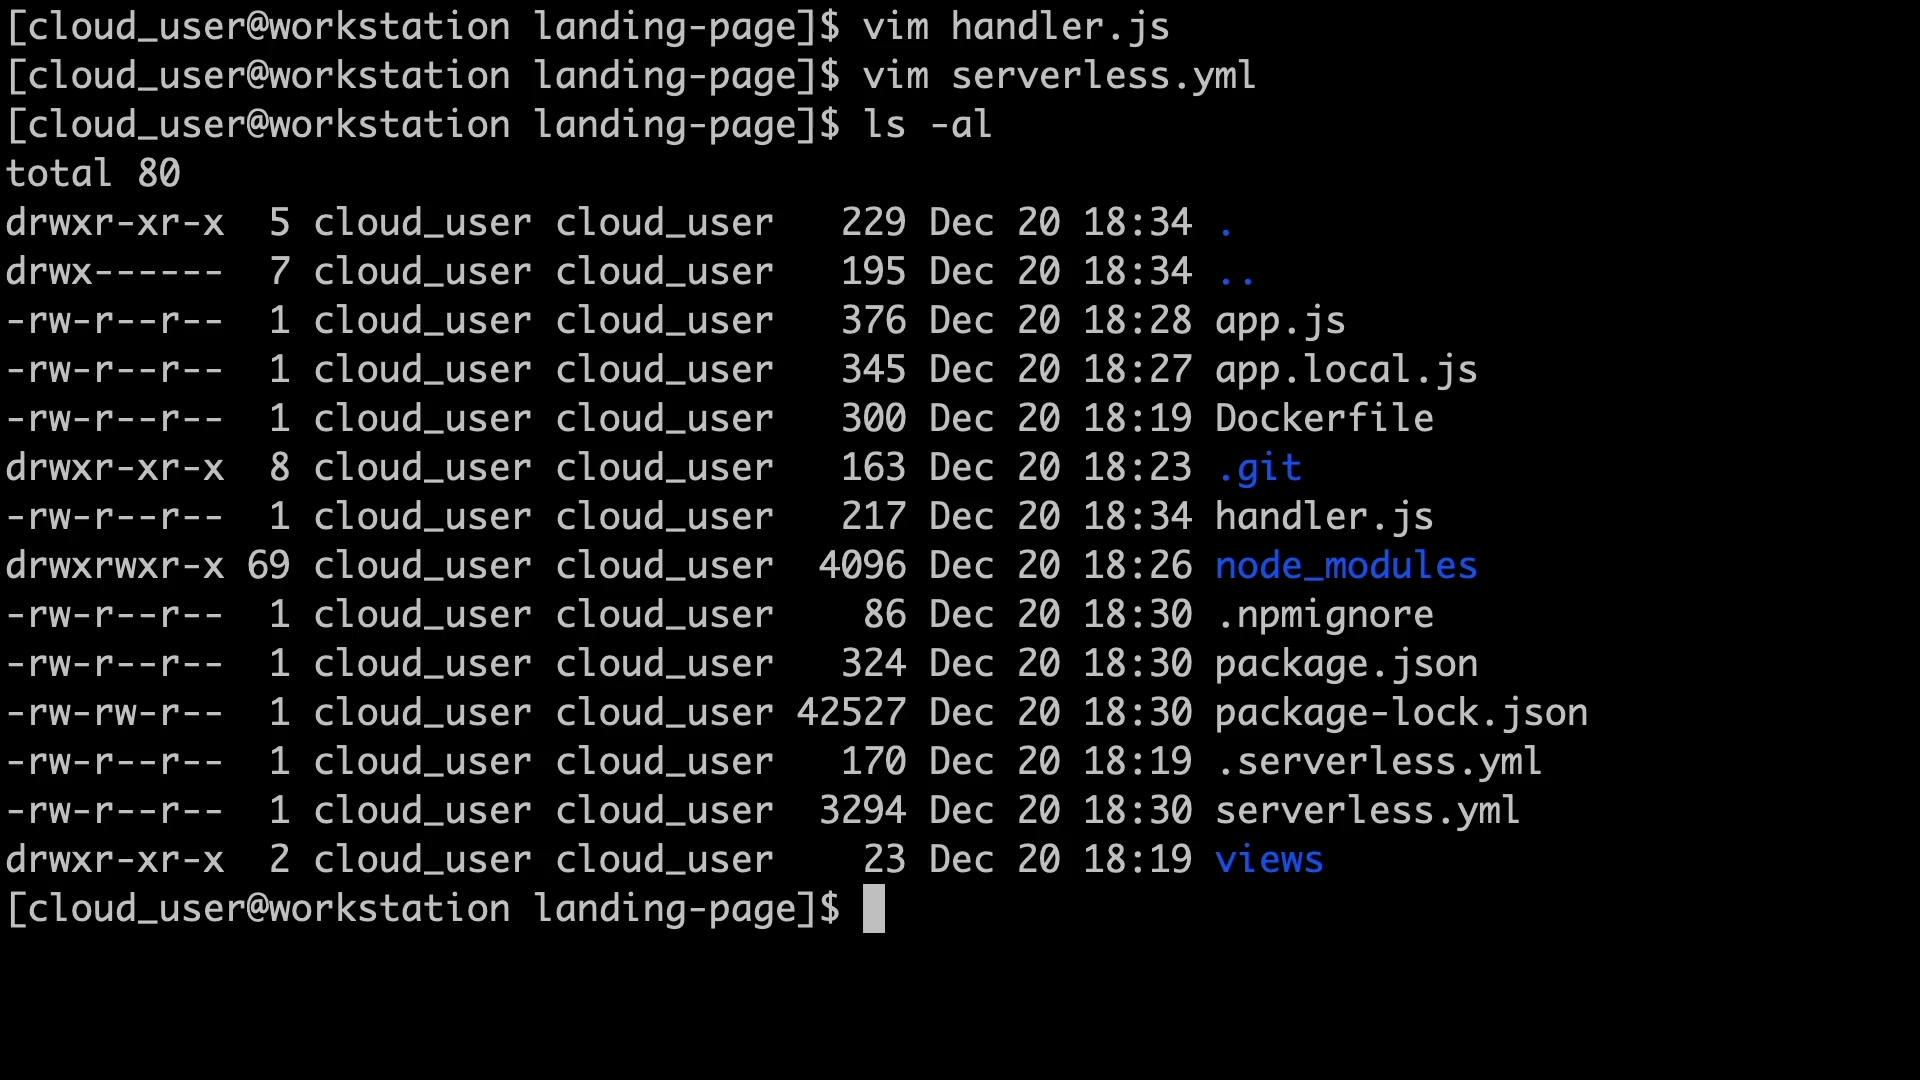 [cloud_user@workstation landing-page]$ vim handler.js
[cloud_user@workstation landing-page]$ vim serverless.yml
[cloud_user@workstation landing-page]$ ls -al
total 80
drwxr-xr-x  5 cloud_user cloud_user   229 Dec 20 18:34 .
drwx------  7 cloud_user cloud_user   195 Dec 20 18:34 ..
-rw-r--r--  1 cloud_user cloud_user   376 Dec 20 18:28 app.js
-rw-r--r--  1 cloud_user cloud_user   345 Dec 20 18:27 app.local.js
-rw-r--r--  1 cloud_user cloud_user   300 Dec 20 18:19 Dockerfile
drwxr-xr-x  8 cloud_user cloud_user   163 Dec 20 18:23 .git
-rw-r--r--  1 cloud_user cloud_user   217 Dec 20 18:34 handler.js
drwxrwxr-x 69 cloud_user cloud_user  4096 Dec 20 18:26 node_modules
-rw-r--r--  1 cloud_user cloud_user    86 Dec 20 18:30 .npmignore
-rw-r--r--  1 cloud_user cloud_user   324 Dec 20 18:30 package.json
-rw-rw-r--  1 cloud_user cloud_user 42527 Dec 20 18:30 package-lock.json
-rw-r--r--  1 cloud_user cloud_user   170 Dec 20 18:19 .serverless.yml
-rw-r--r--  1 cloud_user cloud_user  3294 Dec 20 18:30 serverless.yml
drwxr-xr-x  2 cloud_user cloud_user    23 Dec 20 18:19 views
[cloud_user@workstation landing-page]$